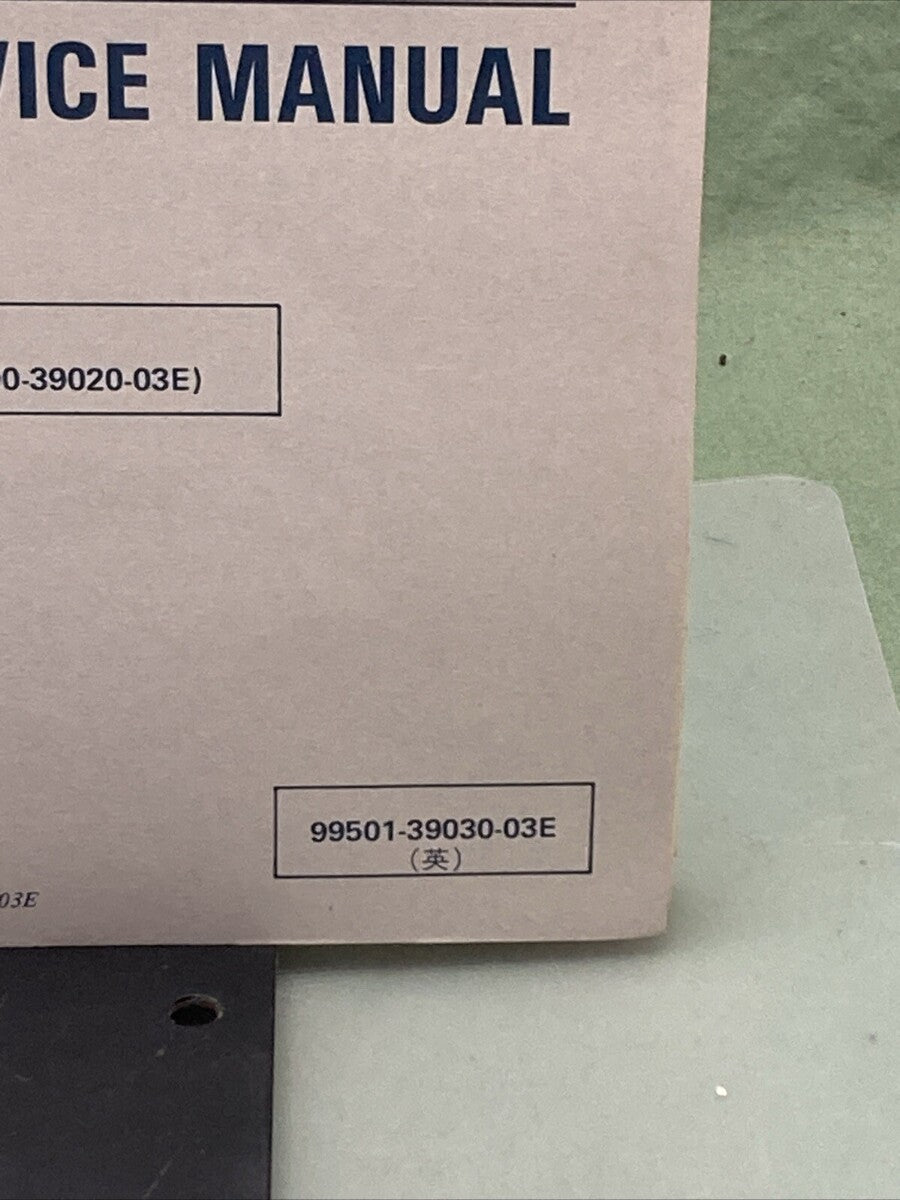 VICE MANUAL
0-39020-03E)
99501-39030-03E
(英)
03E